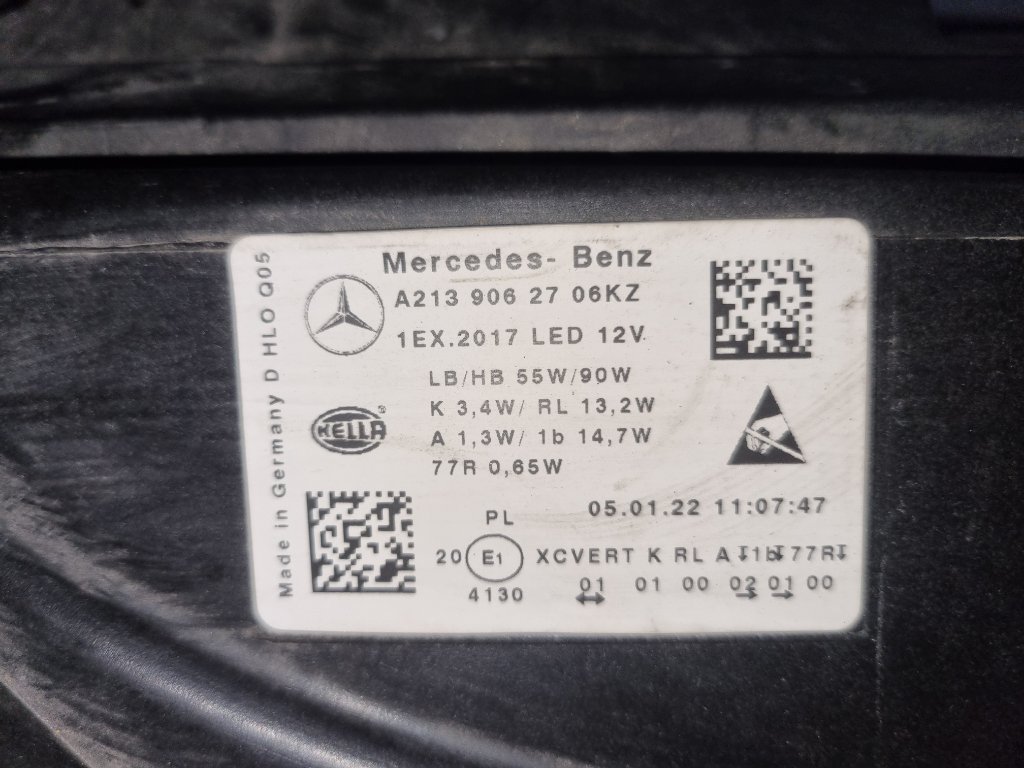 Mercedes- Benz
A213 906 27 06KZ
1EX.2017 LED 12V.
LB/HB 55W/90W
K 3,4W/ RL 13,2W
A 1,3W/ 1b 14,7W
77R 0,65W
HELLA®
Made in Germany D HLO Q05
05.01.22 11:07:47
PL
20 E1 XCVERT K RL A 1b 77R
4130 01 01 00 02 01 00